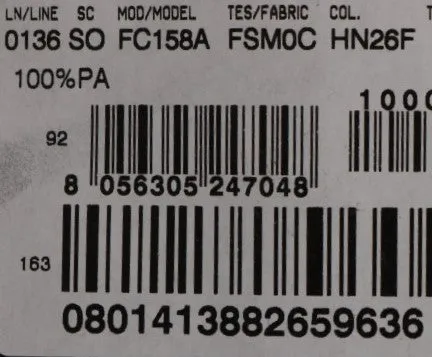 LN/LINE SC MOD/MODEL TES/FABRIC COL. T
0136 SO FC158A FSM0C HN26F
100%PA
1000
92
8 056305 247048
163
0801413882659636